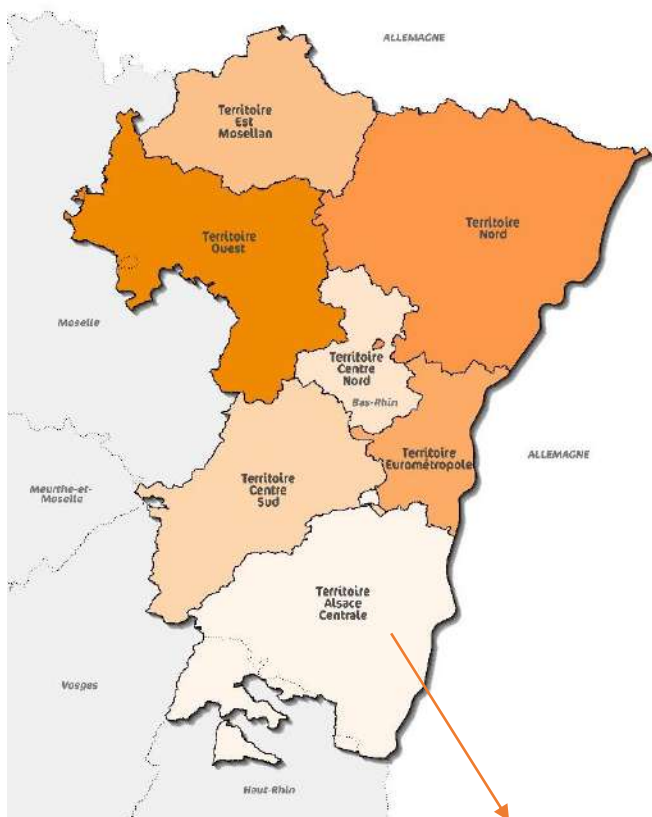 ALLEMAGNE
Territoire
Est
Mosellan
Territoire
Nord
Territoire
Ouest
Moselle
Territoire
Centre
Nord
Bas-Rhin
Territoire
Eurométropole
ALLEMAGNE
Territoire
Centre
Sud
Meurthe-et-
Moselle
Territoire
Alsace
Centrale
Vosges
Haut-Rhin